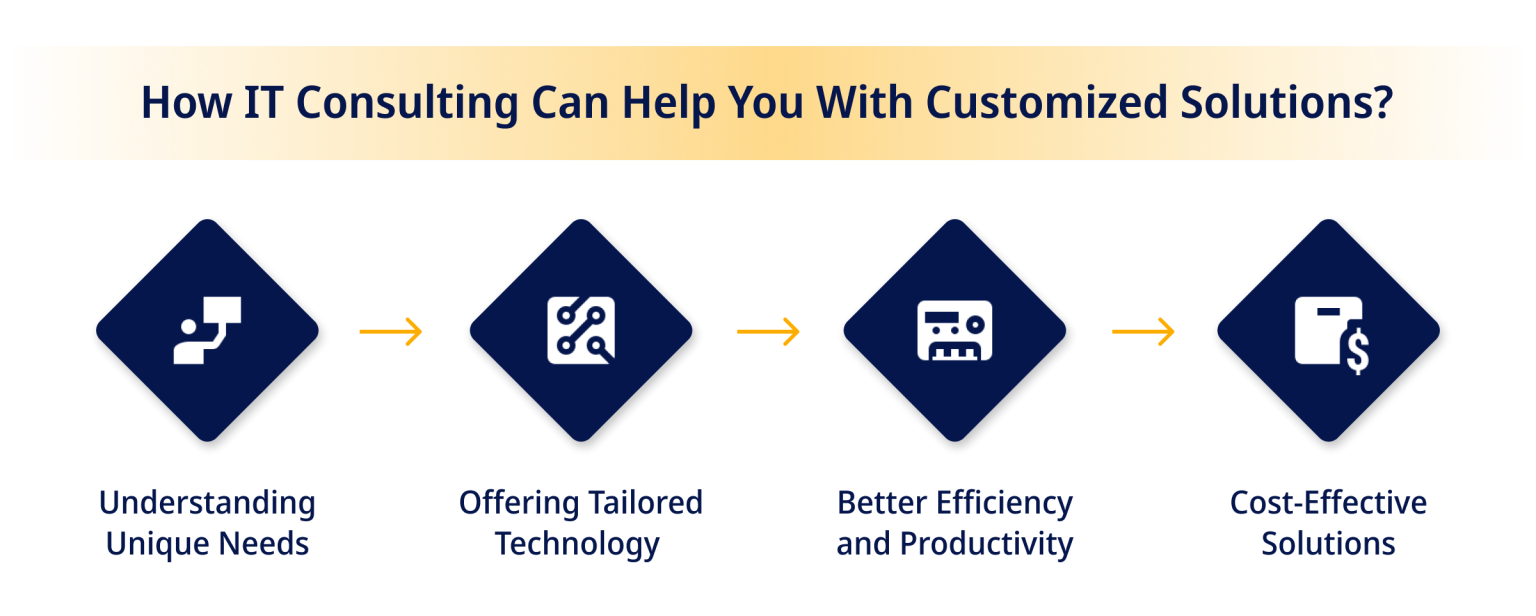 How IT Consulting Can Help You With Customized Solutions?
$
Understanding
Unique Needs
Offering Tailored
Technology
Better Efficiency
and Productivity
Cost-Effective
Solutions